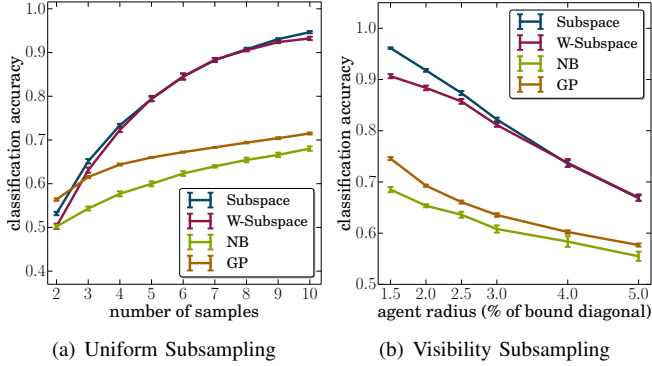 1.0
0.9
0.8
0.7
0.6
0.5
0.4
classification accuracy
2 3 4 5 6 7 8 9 10
number of samples
Subspace
W-Subspace
NB
GP
(a) Uniform Subsampling
1.0
0.9
0.8
0.7
0.6
0.5
classification accuracy
1.5 2.0 2.5 3.0 4.0 5.0
agent radius (% of bound diagonal)
Subspace
W-Subspace
NB
GP
(b) Visibility Subsampling